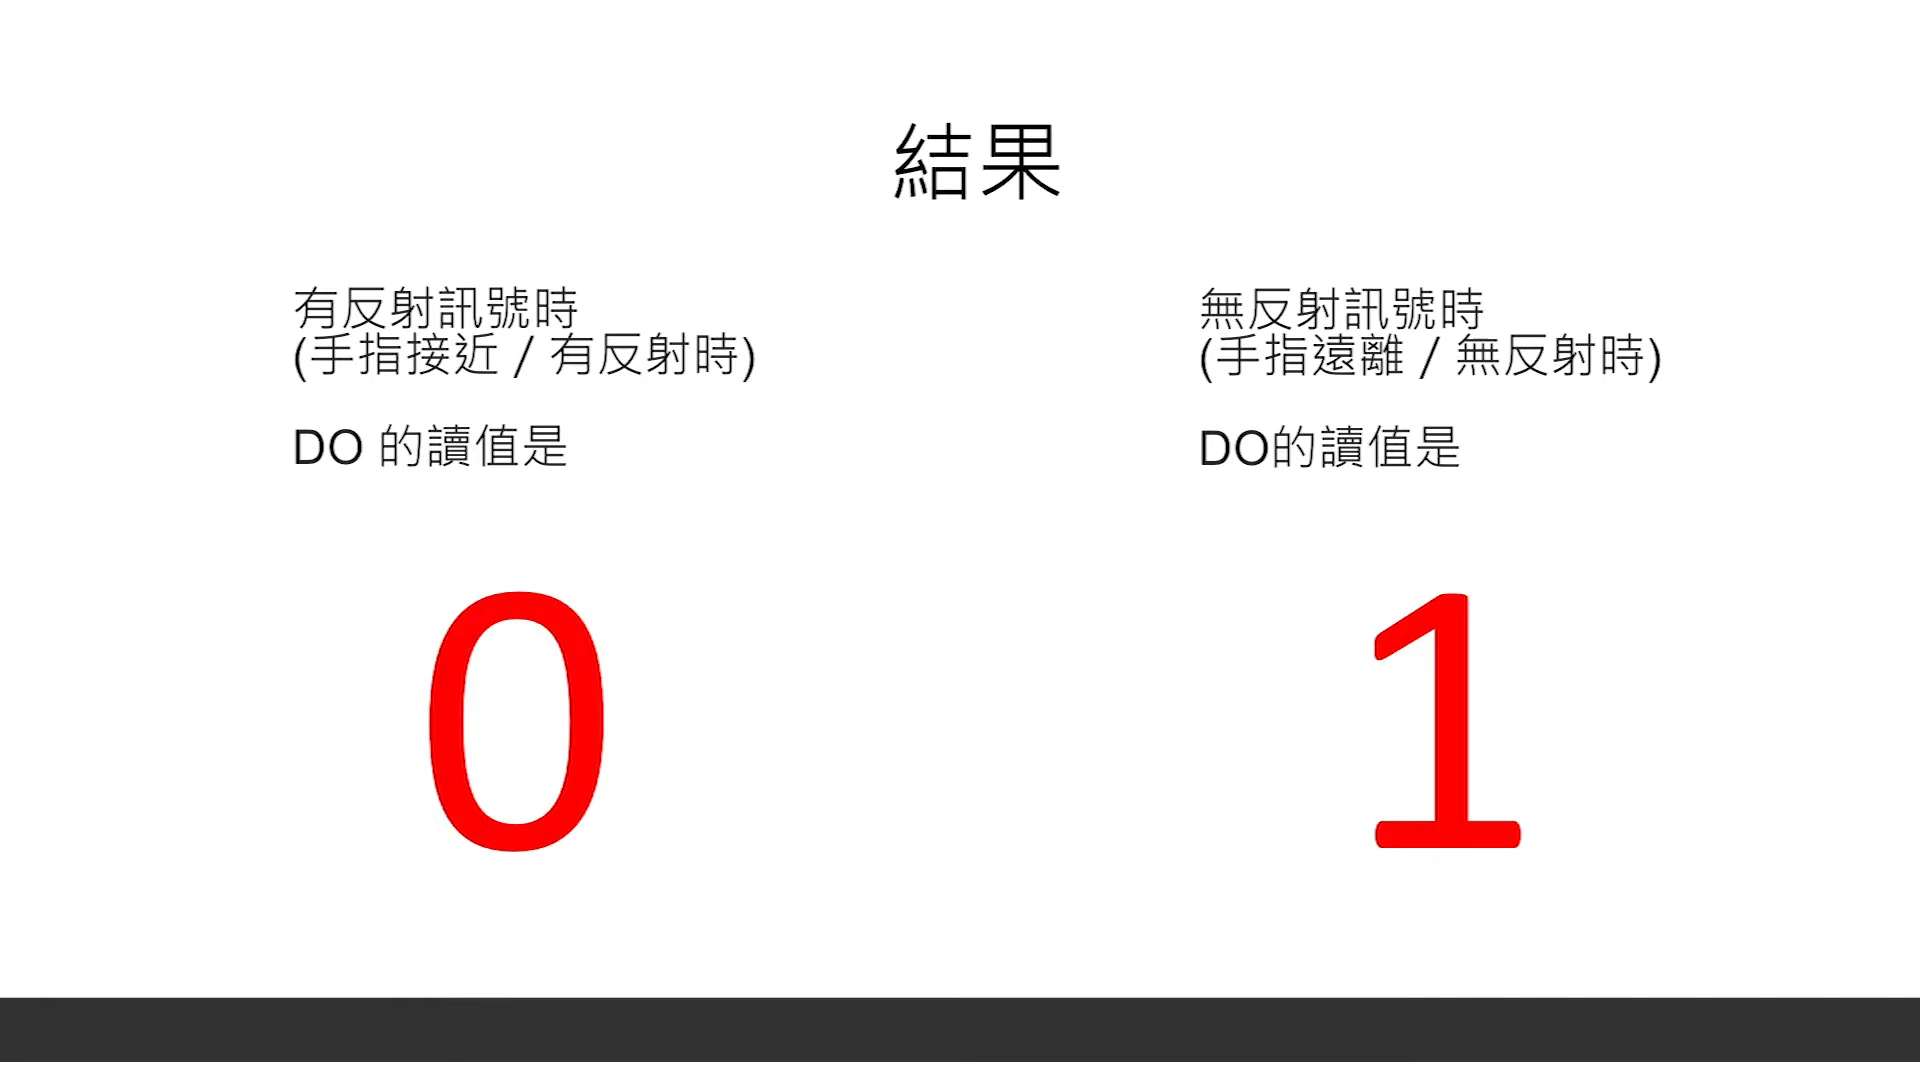 結果
有反射訊號時
(手指接近 / 有反射時)
DO 的讀值是
0
無反射訊號時
(手指遠離 / 無反射時)
DO的讀值是
1